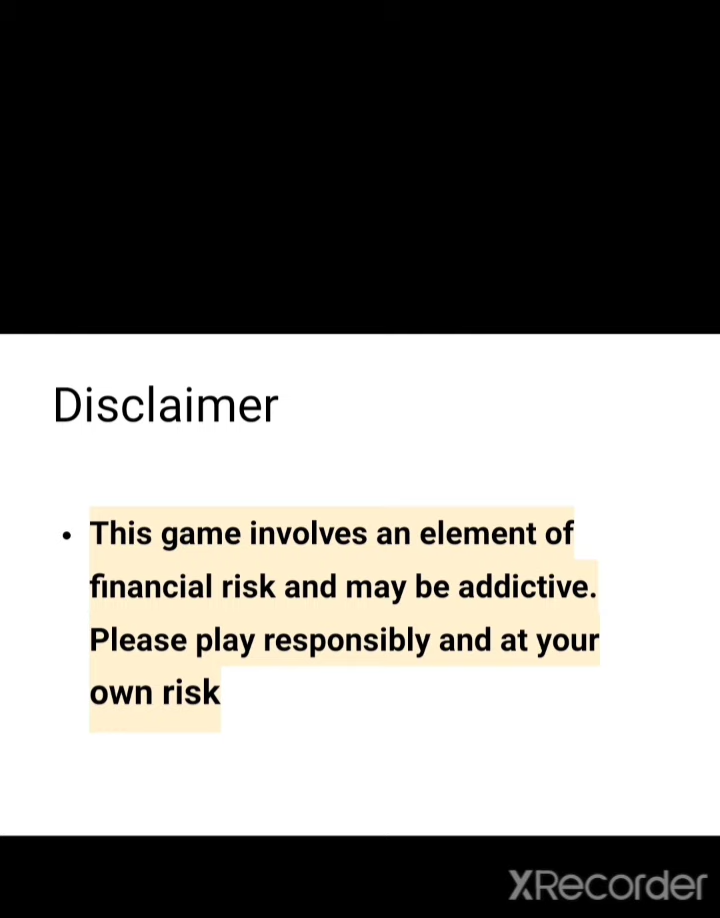 Disclaimer
• This game involves an element of
financial risk and may be addictive.
Please play responsibly and at your
own risk
XRecorder